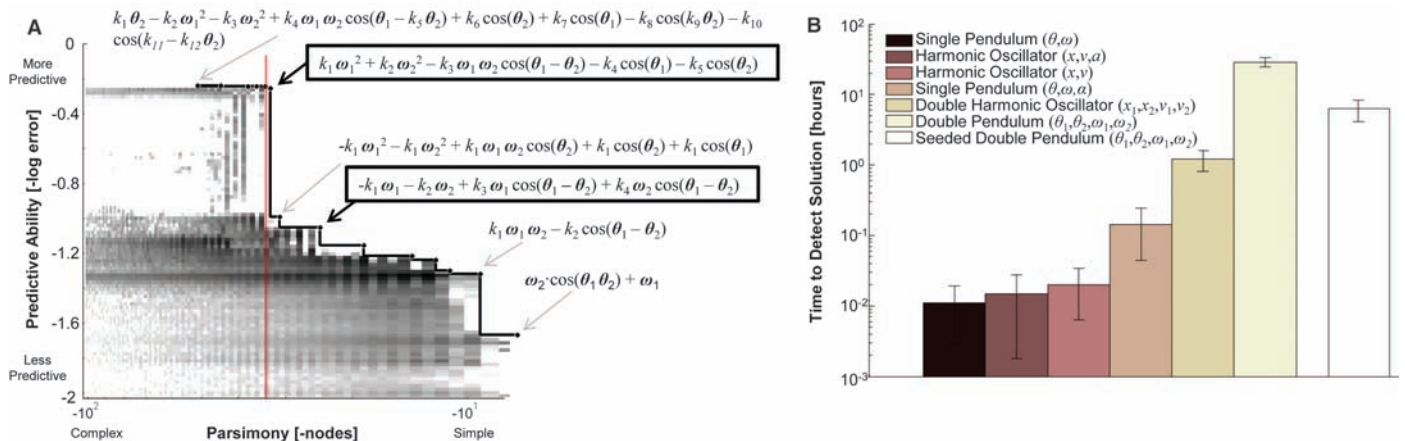 A
k₁θ₂ − k₂ω₁² − k₃ω₂² + k₄ω₁ω₂cos(θ₁ − k₅θ₂) + k₆cos(θ₂) + k₇cos(θ₁) − k₈cos(k₉θ₂) − k₁₀
cos(k₁₁ − k₁₂θ₂)
k₁ω₁² + k₂ω₂² − k₃ω₁ω₂cos(θ₁ − θ₂) − k₄cos(θ₁) − k₅cos(θ₂)
-k₁ω₁² − k₁ω₂² + k₁ω₁ω₂cos(θ₂) + k₁cos(θ₂) + k₁cos(θ₁)
-k₁ω₁ − k₂ω₂ + k₃ω₁cos(θ₁ − θ₂) + k₄ω₂cos(θ₁ − θ₂)
k₁ω₁ω₂ − k₂cos(θ₁ − θ₂)
ω₂·cos(θ₁θ₂) + ω₁
Predictive Ability [-log error]
More
Predictive
Less
Predictive
0
-0.4
-0.8
-1.2
-1.6
-2
-10²
-10¹
Complex
Parsimony [-nodes]
Simple
B
Time to Detect Solution [hours]
10²
10¹
10⁰
10⁻¹
10⁻²
10⁻³
Single Pendulum (θ,ω)
Harmonic Oscillator (x,v,a)
Harmonic Oscillator (x,v)
Single Pendulum (θ,ω,α)
Double Harmonic Oscillator (x₁,x₂,v₁,v₂)
Double Pendulum (θ₁,θ₂,ω₁,ω₂)
Seeded Double Pendulum (θ₁,θ₂,ω₁,ω₂)